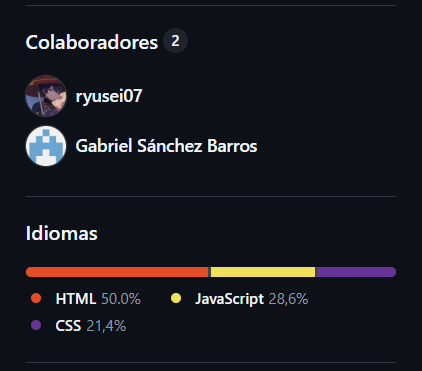 Colaboradores 2
ryusei07
Gabriel Sánchez Barros
Idiomas
HTML 50.0% JavaScript 28,6%
CSS 21,4%